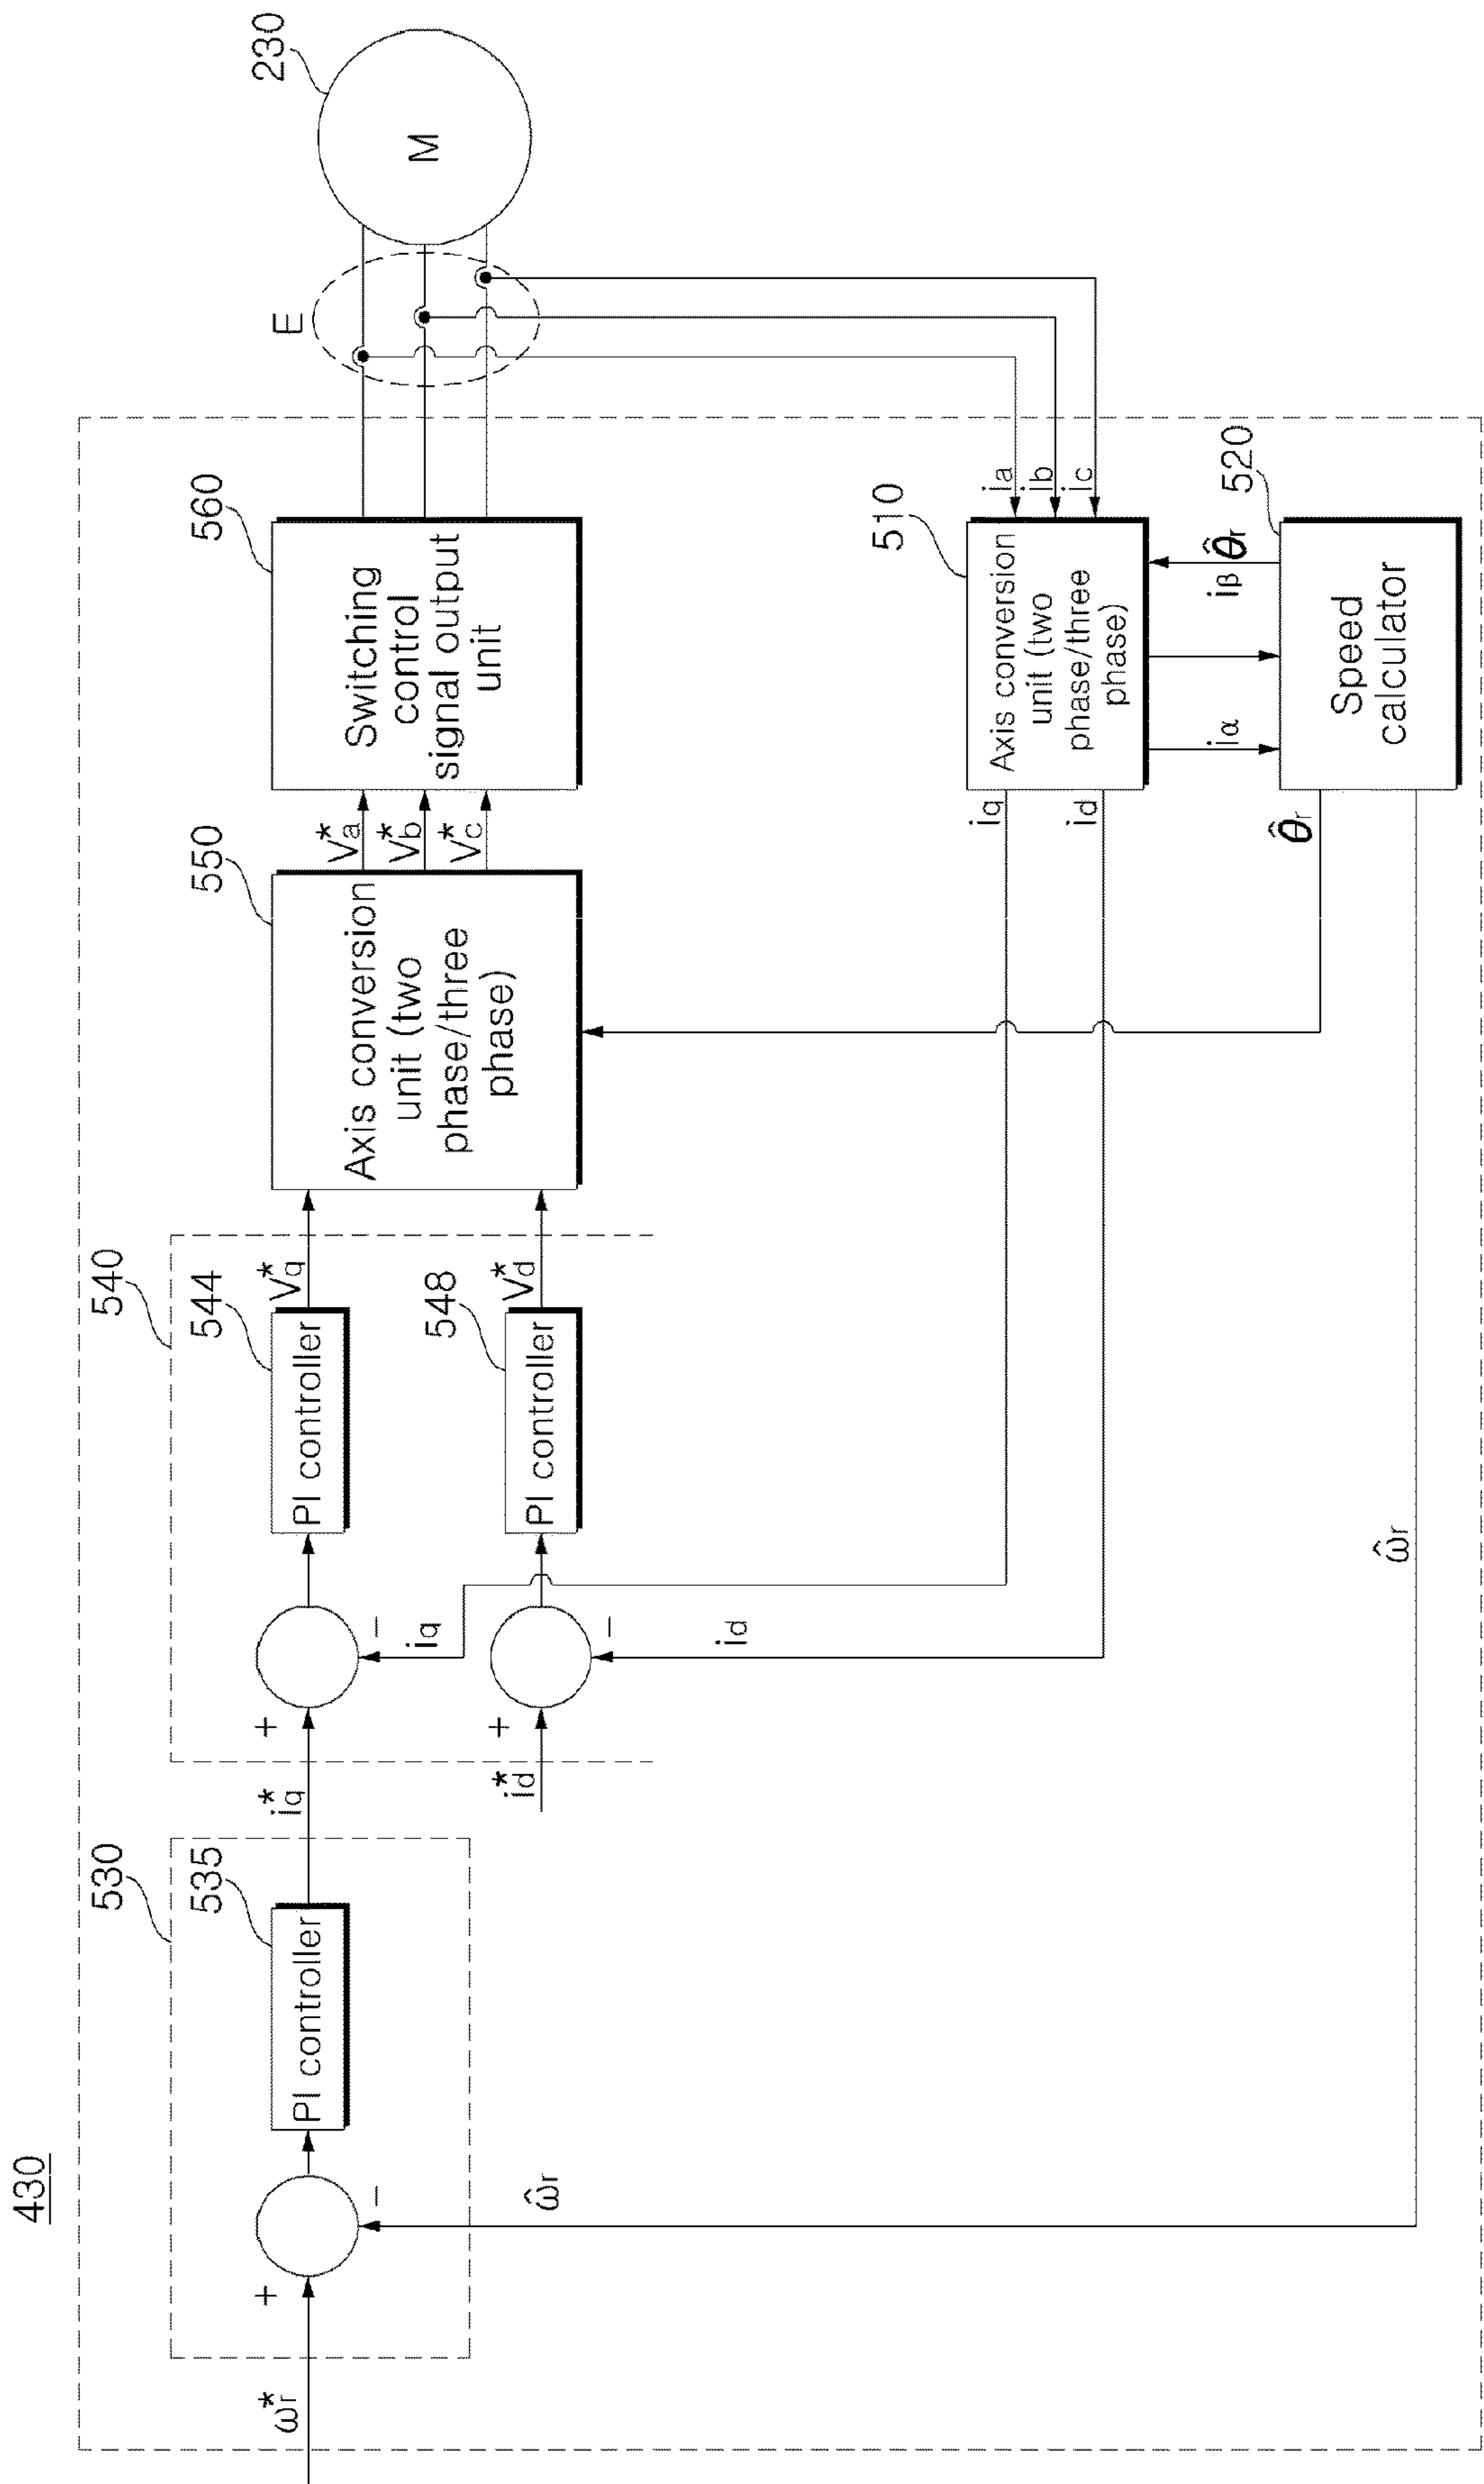 430
ω*r
+
−
530
535
PI controller
ω̂r
i*q
540
+
−
iq
544
PI controller
V*q
i*d
+
−
id
548
PI controller
V*d
550
Axis conversion
unit (two
phase/three
phase)
V*a
V*b
V*c
560
Switching
control
signal output
unit
E
230
M
ia
ib
ic
510
Axis conversion
unit (two
phase/three
phase)
iq
id
iα
iβ
θ̂r
520
Speed
calculator
θ̂r
ω̂r